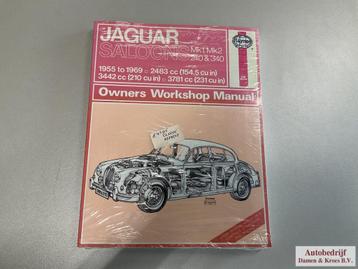 JAGUAR
SALOONS Mk1 Mk2
240 & 340
1955 to 1969 □ 2483 cc (154.5 cu in)
3442 cc (210 cu in) □ 3781 cc (231 cu in)
Owners Workshop Manual
Autobedrijf
Damen & Kroes B.V.